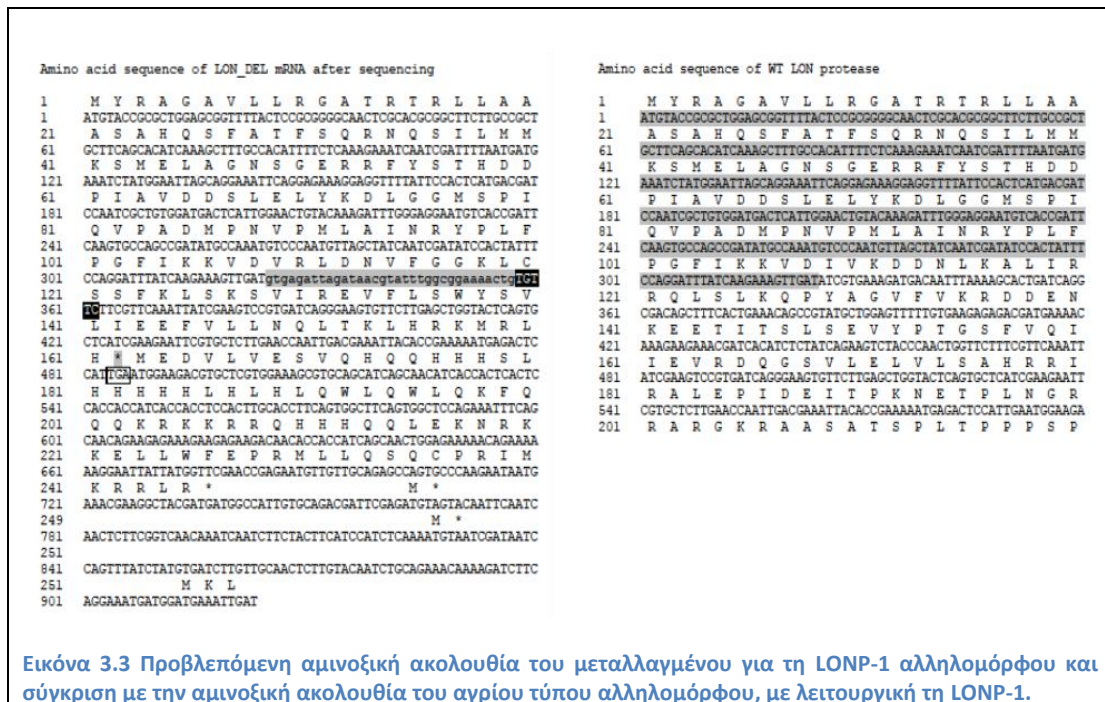 Amino acid sequence of LON_DEL mRNA after sequencing
1 M Y R A G A V L L R G A T R T R L L A A
1 ATGTACCGCGCTGGAGCGGTTTTACTCCGCGGGGCAACTCGCACGCGGCTTCTTGCCGCT
21 A S A H Q S F A T F S Q R N Q S I L M M
61 GCTTCAGCACATCAAAGCTTTGCCACATTTTCTCAAAGAAATCAATCGATTTTAATGATG
41 K S M E L A G N S G E R R F Y S T H D D
121 AAATCTATGGAATTAGCAGGAAATTCAGGAGAAAGGAGGTTTTATTCCACTCATGACGAT
61 P I A V D D S L E L Y K D L G G M S P I
181 CCAATCGCTGTGGATGACTCATTGGAACTGTACAAAGATTTGGGAGGAATGTCACCGATT
81 Q V P A D M P N V P M L A I N R Y P L F
241 CAAGTGCCAGCCGATATGCCAAATGTCCCAATGTTAGCTATCAATCGATATCCACTATTT
101 P G F I K K V D V R L D N V F G G K L C
301 CCAGGATTTATCAAGAAAGTTGATgtgagattagataacgtatttggcggaaaactgTGT
121 S S F K L S K S V I R E V F L S W Y S V
361 TCTTCGTTCAAATTATCGAAGTCCGTGATCAGGGAAGTGTTCTTGAGCTGGTACTCAGTG
141 L I E E F V L L N Q L T K L H R K M R L
421 CTCATCGAAGAATTCGTGCTCTTGAACCAATTGACGAAATTACACCGAAAAATGAGACTC
161 H * M E D V L V E S V Q H Q Q H H S L
481 CATTGAATGGAAGACGTGCTCGTGGAAAGCGTGCAGCATCAGCAACATCACCACTCACTC
181 H H H H H L H L H L Q W L Q W L Q K F Q
541 CACCACCATCACCACCTCCACTTGCACCTTCAGTGGCTTCAGTGGCTCCAGAAATTTCAG
201 Q Q K R K K R R Q H H Q L E K N R K
601 CAACAGAAGAGAAAGAAGAGAAGACAACACCACCATCAGCAACTGGAGAAAAACAGAAAA
221 K E L L W F E P R M L L Q S Q C P R I M
661 AAGGAATTATTATGGTTCGAACCGAGAATGTTGTTGCAGAGCCAGTGCCCAAGAATAATG
241 K R R L R * M *
721 AAACGAAGGCTACGATGATGGCCATTGTGCAGACGATTCGAGATGTAGTACAATTCAATC
249 M *
781 AACTCTTCGGTCAACAAATCAATCTTCTACTTCATCCATCTCAAAATGTAATCGATAATC
251
841 CAGTTTATCTATGTGATCTTGTTGCAACTCTTGTACAATCTGCAGAAACAAAAGATCTTC
251 M K L
901 AGGAAATGATGGATGAAATTGAT
Amino acid sequence of WT LON protease
1 M Y R A G A V L L R G A T R T R L L A A
1 ATGTACCGCGCTGGAGCGGTTTTACTCCGCGGGGCAACTCGCACGCGGCTTCTTGCCGCT
21 A S A H Q S F A T F S Q R N Q S I L M M
61 GCTTCAGCACATCAAAGCTTTGCCACATTTTCTCAAAGAAATCAATCGATTTTAATGATG
41 K S M E L A G N S G E R R F Y S T H D D
121 AAATCTATGGAATTAGCAGGAAATTCAGGAGAAAGGAGGTTTTATTCCACTCATGACGAT
61 P I A V D D S L E L Y K D L G G M S P I
181 CCAATCGCTGTGGATGACTCATTGGAACTGTACAAAGATTTGGGAGGAATGTCACCGATT
81 Q V P A D M P N V P M L A I N R Y P L F
241 CAAGTGCCAGCCGATATGCCAAATGTCCCAATGTTAGCTATCAATCGATATCCACTATTT
101 P G F I K K V D I V K D D N L K A L I R
301 CCAGGATTTATCAAGAAAGTTGATATCGTGAAAGATGACAATTTAAAAGCACTGATCAGG
121 R Q L S L K Q P Y A G V F V K R D D E N
361 CGACAGCTTTCACTGAAACAGCCGTATGCTGGAGTTTTTGTGAAGAGAGACGATGAAAAC
141 K E E T I T S L S E V Y P T G S F V Q I
421 AAAGAAGAAACGATCACATCTCTATCAGAAGTCTACCCAACTGGTTCTTTCGTTCAAATT
161 I E V R D Q G S V L E L V L S A H R R I
481 ATCGAAGTCCGTGATCAGGGAAGTGTTCTTGAGCTGGTACTCAGTGCTCATCGAAGAATT
181 R A L E P I D E I T P K N E T P L N G R
541 CGTGCTCTTGAACCAATTGACGAAATTACACCGAAAAATGAGACTCCATTGAATGGAAGA
201 R A R G K R A A S A T S P L T P P P S P
Εικόνα 3.3 Προβλεπόμενη αμινοξική ακολουθία του μεταλλαγμένου για τη LONP-1 αλληλομόρφου και
σύγκριση με την αμινοξική ακολουθία του αγρίου τύπου αλληλομόρφου, με λειτουργική τη LONP-1.